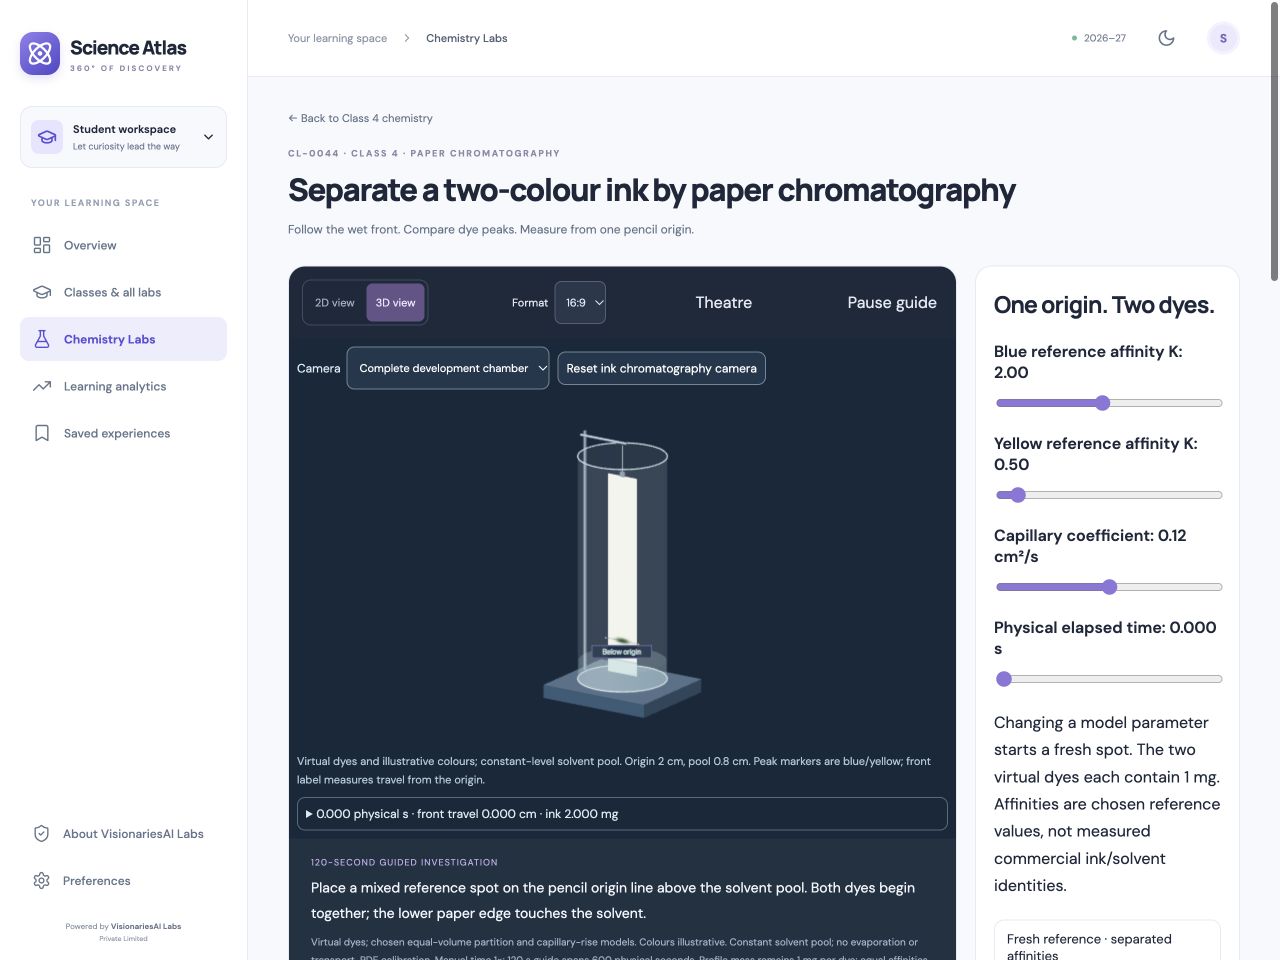 Science Atlas
360° OF DISCOVERY
Student workspace
Let curiosity lead the way
YOUR LEARNING SPACE
Overview
Classes & all labs
Chemistry Labs
Learning analytics
Saved experiences
About VisionariesAI Labs
Preferences
Powered by VisionariesAI Labs
Private Limited
Your learning space > Chemistry Labs
2026–27
S
← Back to Class 4 chemistry
CL-0044 · CLASS 4 · PAPER CHROMATOGRAPHY
Separate a two-colour ink by paper chromatography
Follow the wet front. Compare dye peaks. Measure from one pencil origin.
2D view
3D view
Format
16:9
Theatre
Pause guide
Camera
Complete development chamber
Reset ink chromatography camera
Below origin
Virtual dyes and illustrative colours; constant-level solvent pool. Origin 2 cm, pool 0.8 cm. Peak markers are blue/yellow; front
label measures travel from the origin.
▶ 0.000 physical s · front travel 0.000 cm · ink 2.000 mg
120-SECOND GUIDED INVESTIGATION
Place a mixed reference spot on the pencil origin line above the solvent pool. Both dyes begin
together; the lower paper edge touches the solvent.
Virtual dyes; chosen equal-volume partition and capillary-rise models. Colours illustrative. Constant solvent pool; no evaporation or
One origin. Two dyes.
Blue reference affinity K:
2.00
Yellow reference affinity K:
0.50
Capillary coefficient: 0.12
cm²/s
Physical elapsed time: 0.000
s
Changing a model parameter
starts a fresh spot. The two
virtual dyes each contain 1 mg.
Affinities are chosen reference
values, not measured
commercial ink/solvent
identities.
Fresh reference · separated
affinities